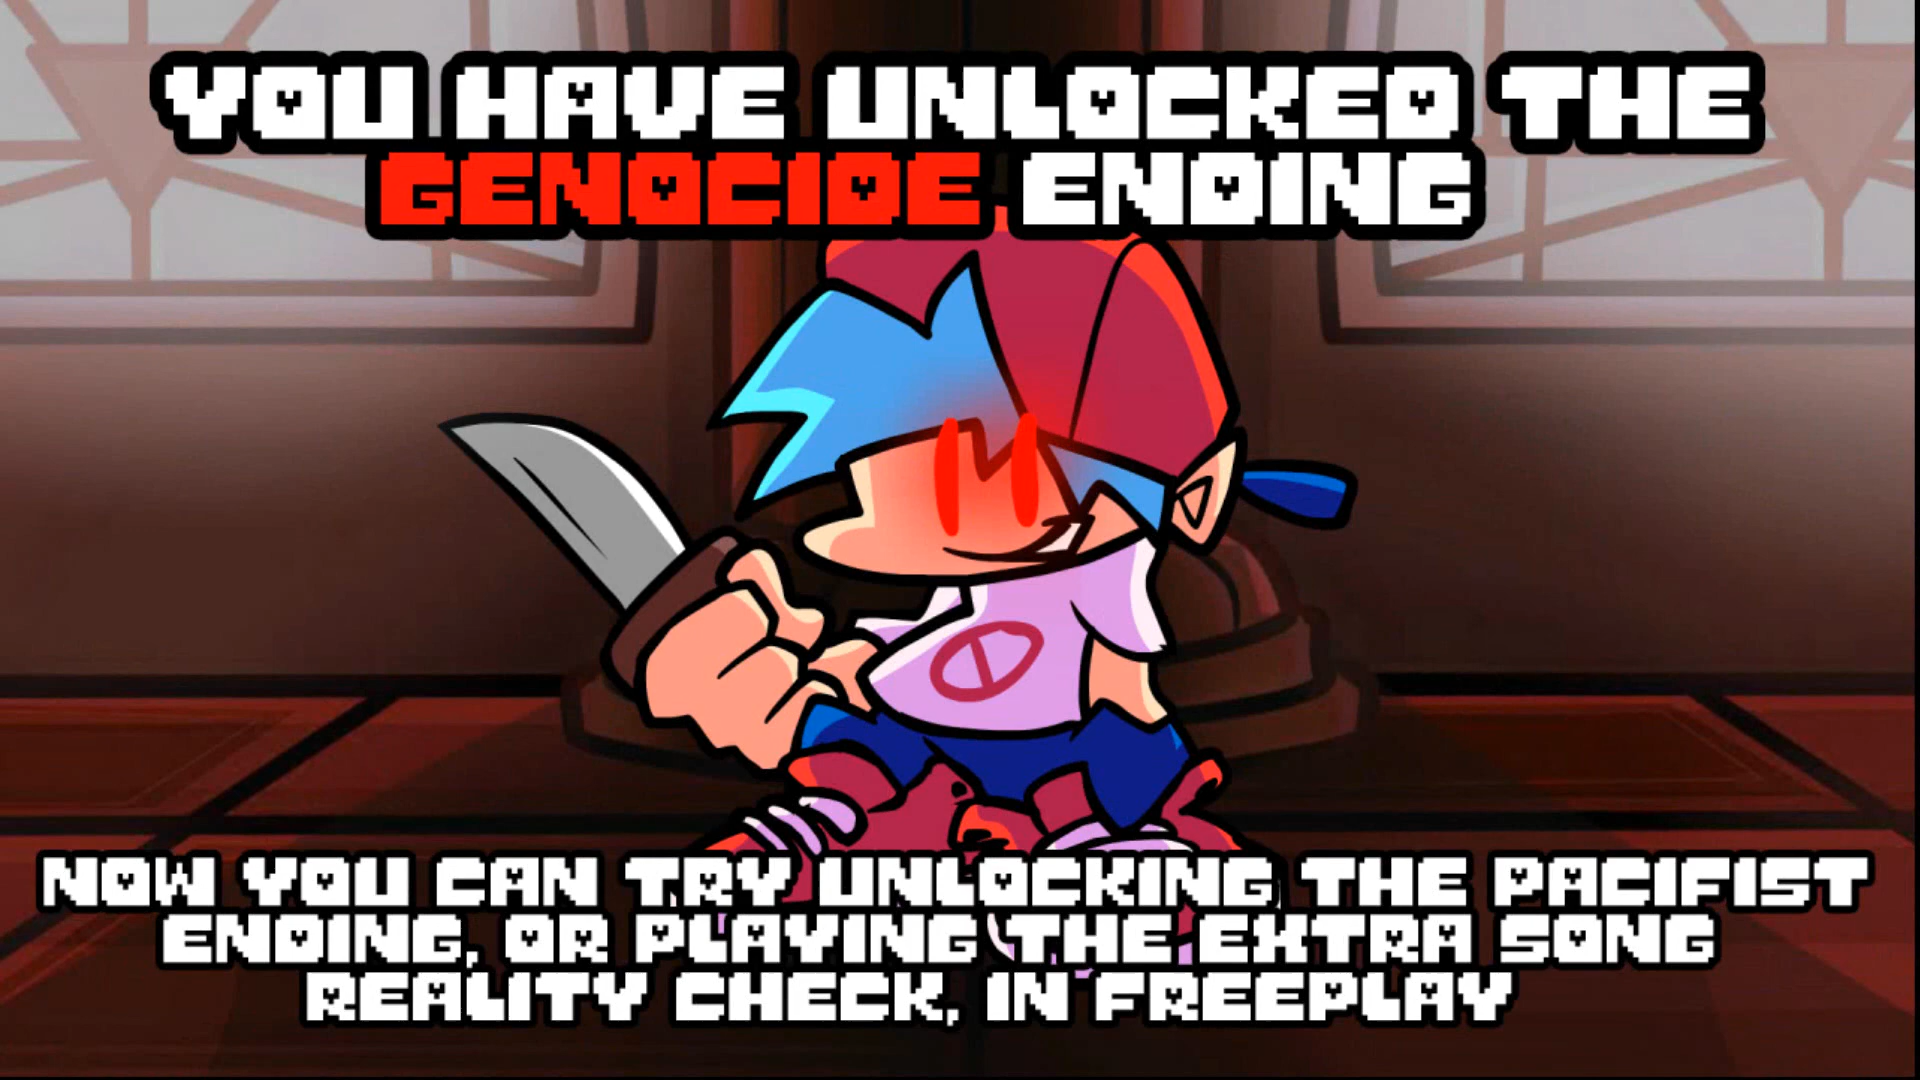 YOU HAVE UNLOCKED THE
GENOCIDE ENDING
NOW YOU CAN TRY UNLOCKING THE PACIFIST
ENDING, OR PLAYING THE EXTRA SONG
REALITY CHECK, IN FREEPLAY